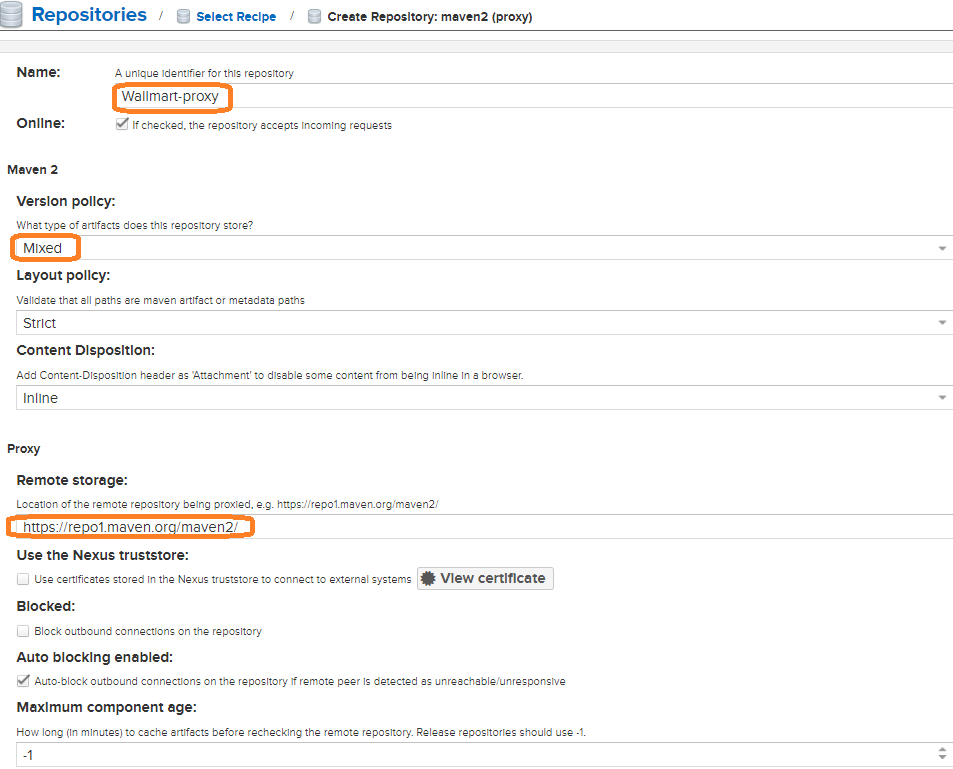 Repositories / Select Recipe / Create Repository: maven2 (proxy)
Name: A unique identifier for this repository
Wallmart-proxy
Online: If checked, the repository accepts incoming requests
Maven 2
Version policy:
What type of artifacts does this repository store?
Mixed
Layout policy:
Validate that all paths are maven artifact or metadata paths
Strict
Content Disposition:
Add Content-Disposition header as 'Attachment' to disable some content from being inline in a browser.
Inline
Proxy
Remote storage:
Location of the remote repository being proxied, e.g. https://repo1.maven.org/maven2/
https://repo1.maven.org/maven2/
Use the Nexus truststore:
Use certificates stored in the Nexus truststore to connect to external systems View certificate
Blocked:
Block outbound connections on the repository
Auto blocking enabled:
Auto-block outbound connections on the repository if remote peer is detected as unreachable/unresponsive
Maximum component age:
How long (in minutes) to cache artifacts before rechecking the remote repository. Release repositories should use -1.
-1